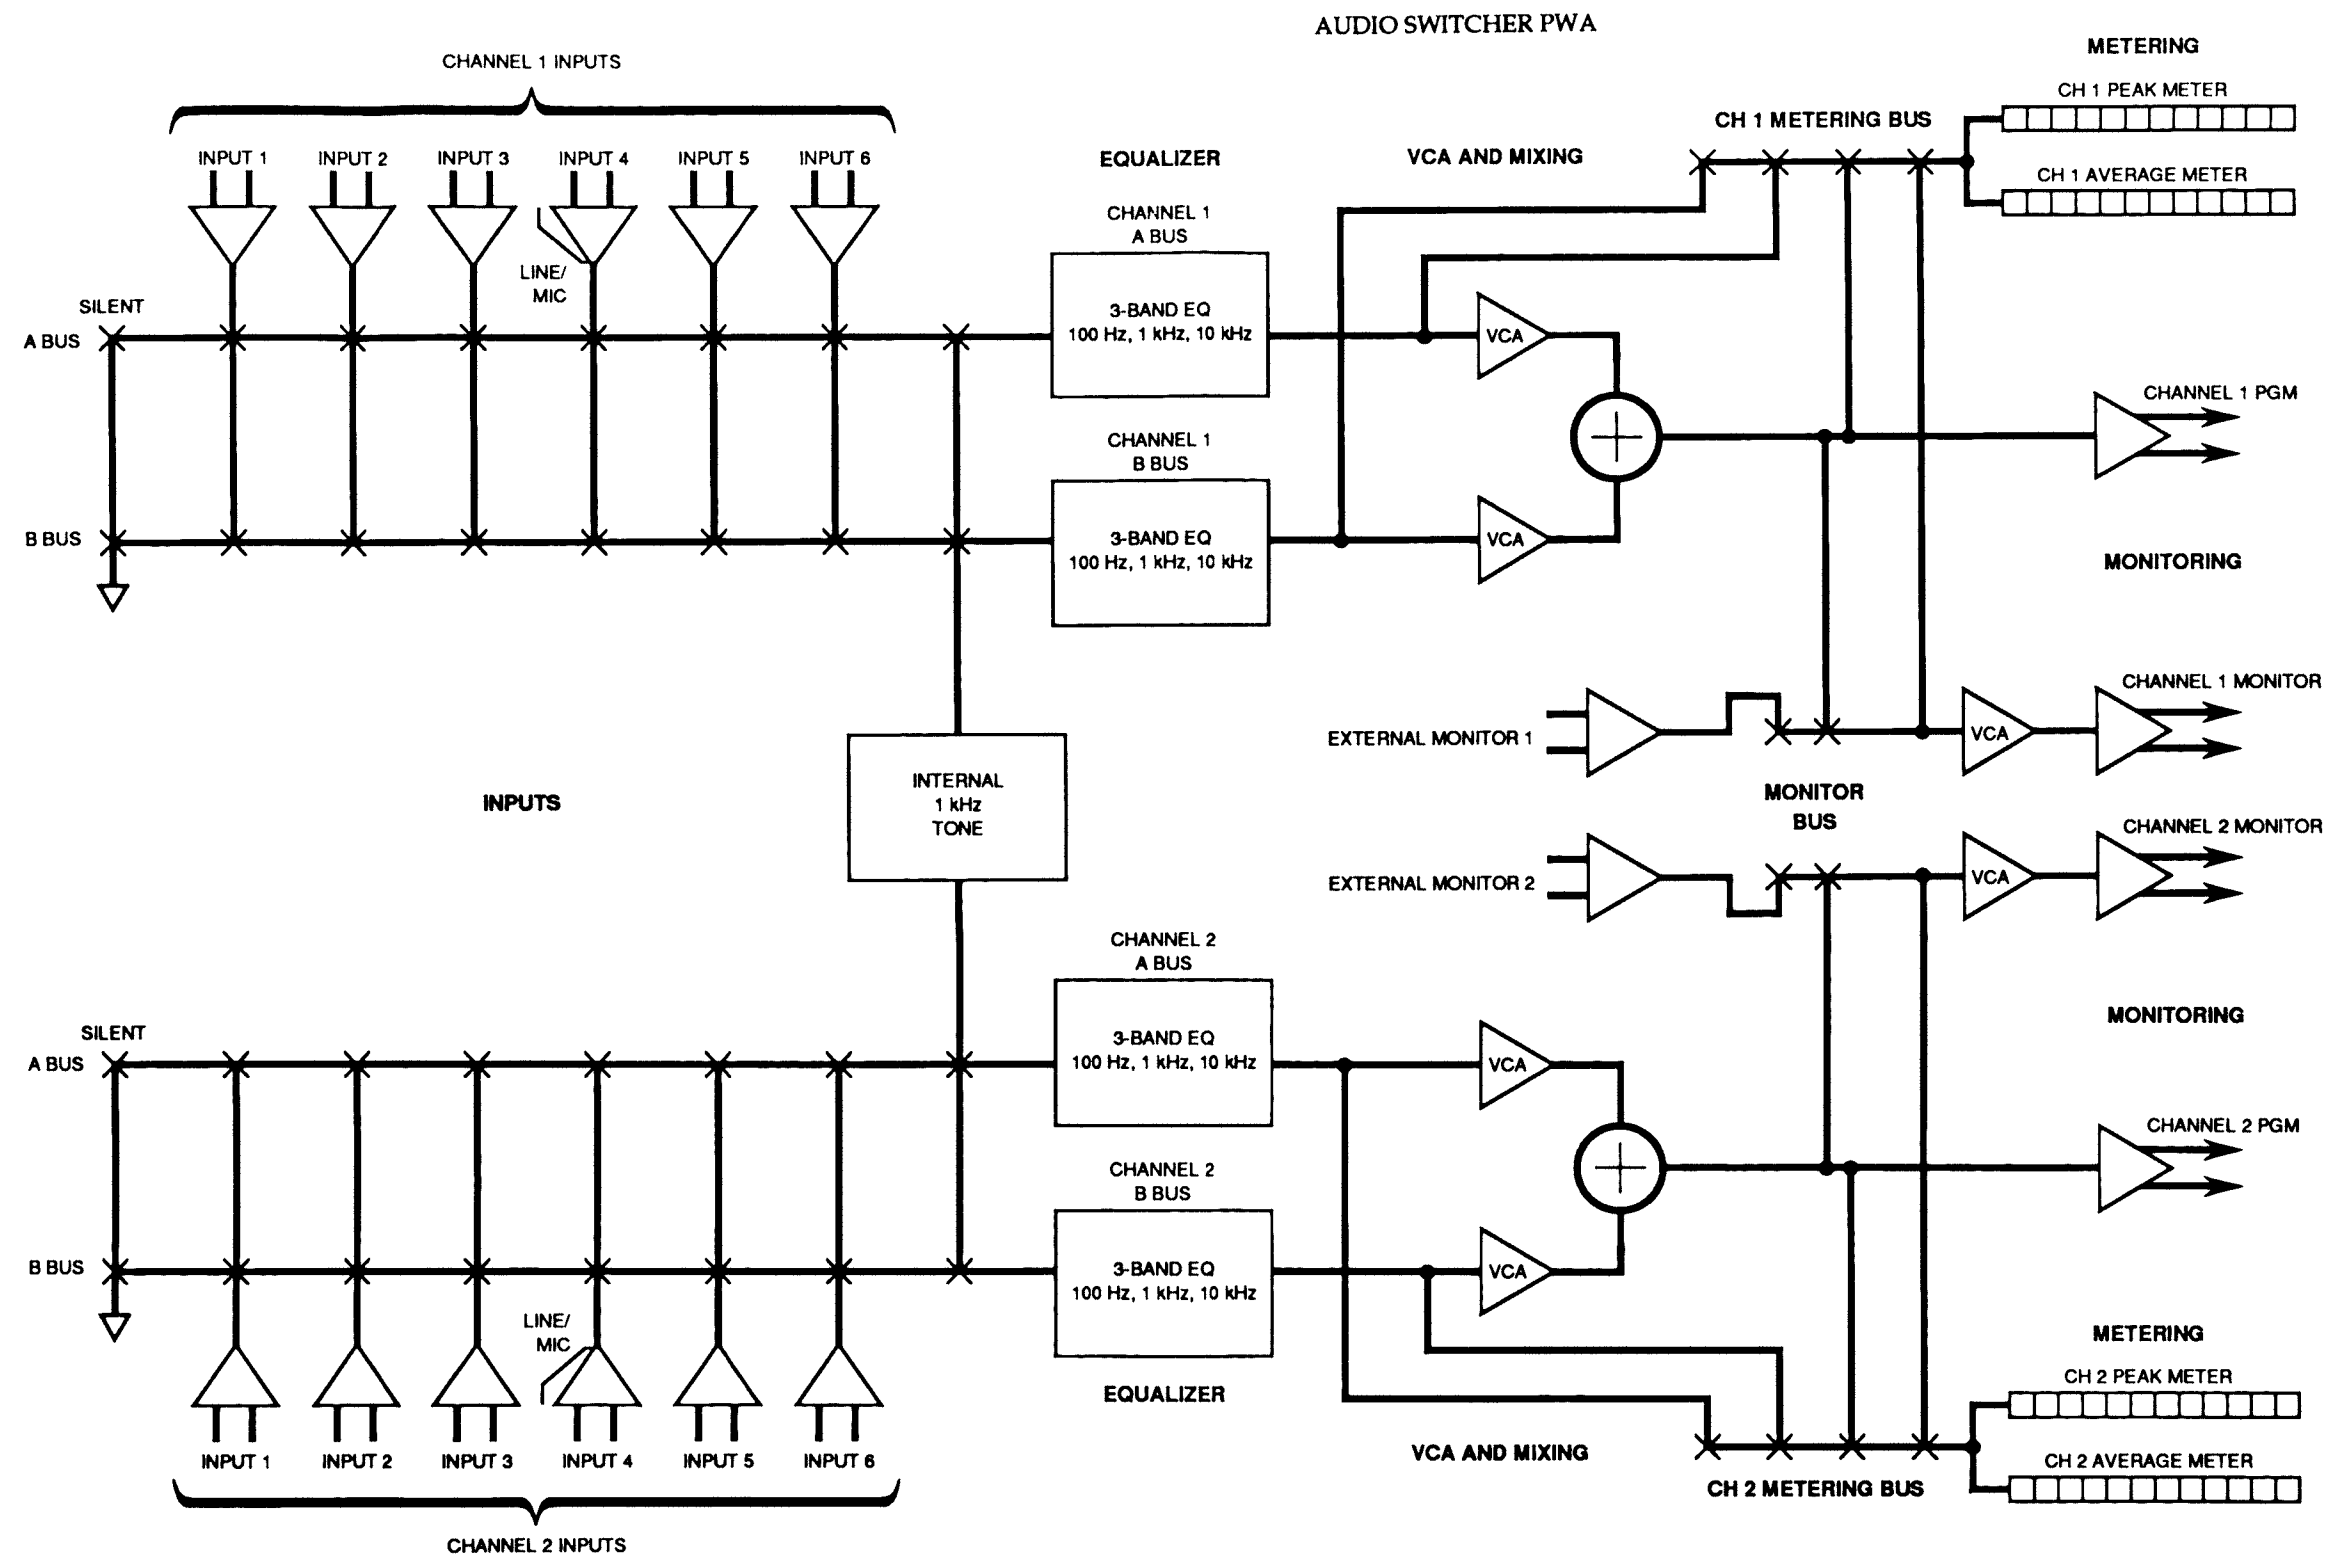 AUDIO SWITCHER PWA
METERING
CHANNEL 1 INPUTS
CH 1 PEAK METER
CH 1 METERING BUS
INPUT 1
INPUT 2
INPUT 3
INPUT 4
INPUT 5
INPUT 6
EQUALIZER
VCA AND MIXING
CH 1 AVERAGE METER
CHANNEL 1
A BUS
LINE/
MIC
SILENT
A BUS
3-BAND EQ
100 Hz, 1 kHz, 10 kHz
VCA
CHANNEL 1 PGM
CHANNEL 1
B BUS
B BUS
3-BAND EQ
100 Hz, 1 kHz, 10 kHz
VCA
MONITORING
CHANNEL 1 MONITOR
EXTERNAL MONITOR 1
VCA
INTERNAL
1 kHz
TONE
INPUTS
MONITOR
BUS
CHANNEL 2 MONITOR
EXTERNAL MONITOR 2
VCA
CHANNEL 2
A BUS
MONITORING
SILENT
A BUS
3-BAND EQ
100 Hz, 1 kHz, 10 kHz
VCA
CHANNEL 2 PGM
CHANNEL 2
B BUS
B BUS
3-BAND EQ
100 Hz, 1 kHz, 10 kHz
VCA
LINE/
MIC
METERING
CH 2 PEAK METER
EQUALIZER
VCA AND MIXING
INPUT 1
INPUT 2
INPUT 3
INPUT 4
INPUT 5
INPUT 6
CH 2 AVERAGE METER
CH 2 METERING BUS
CHANNEL 2 INPUTS